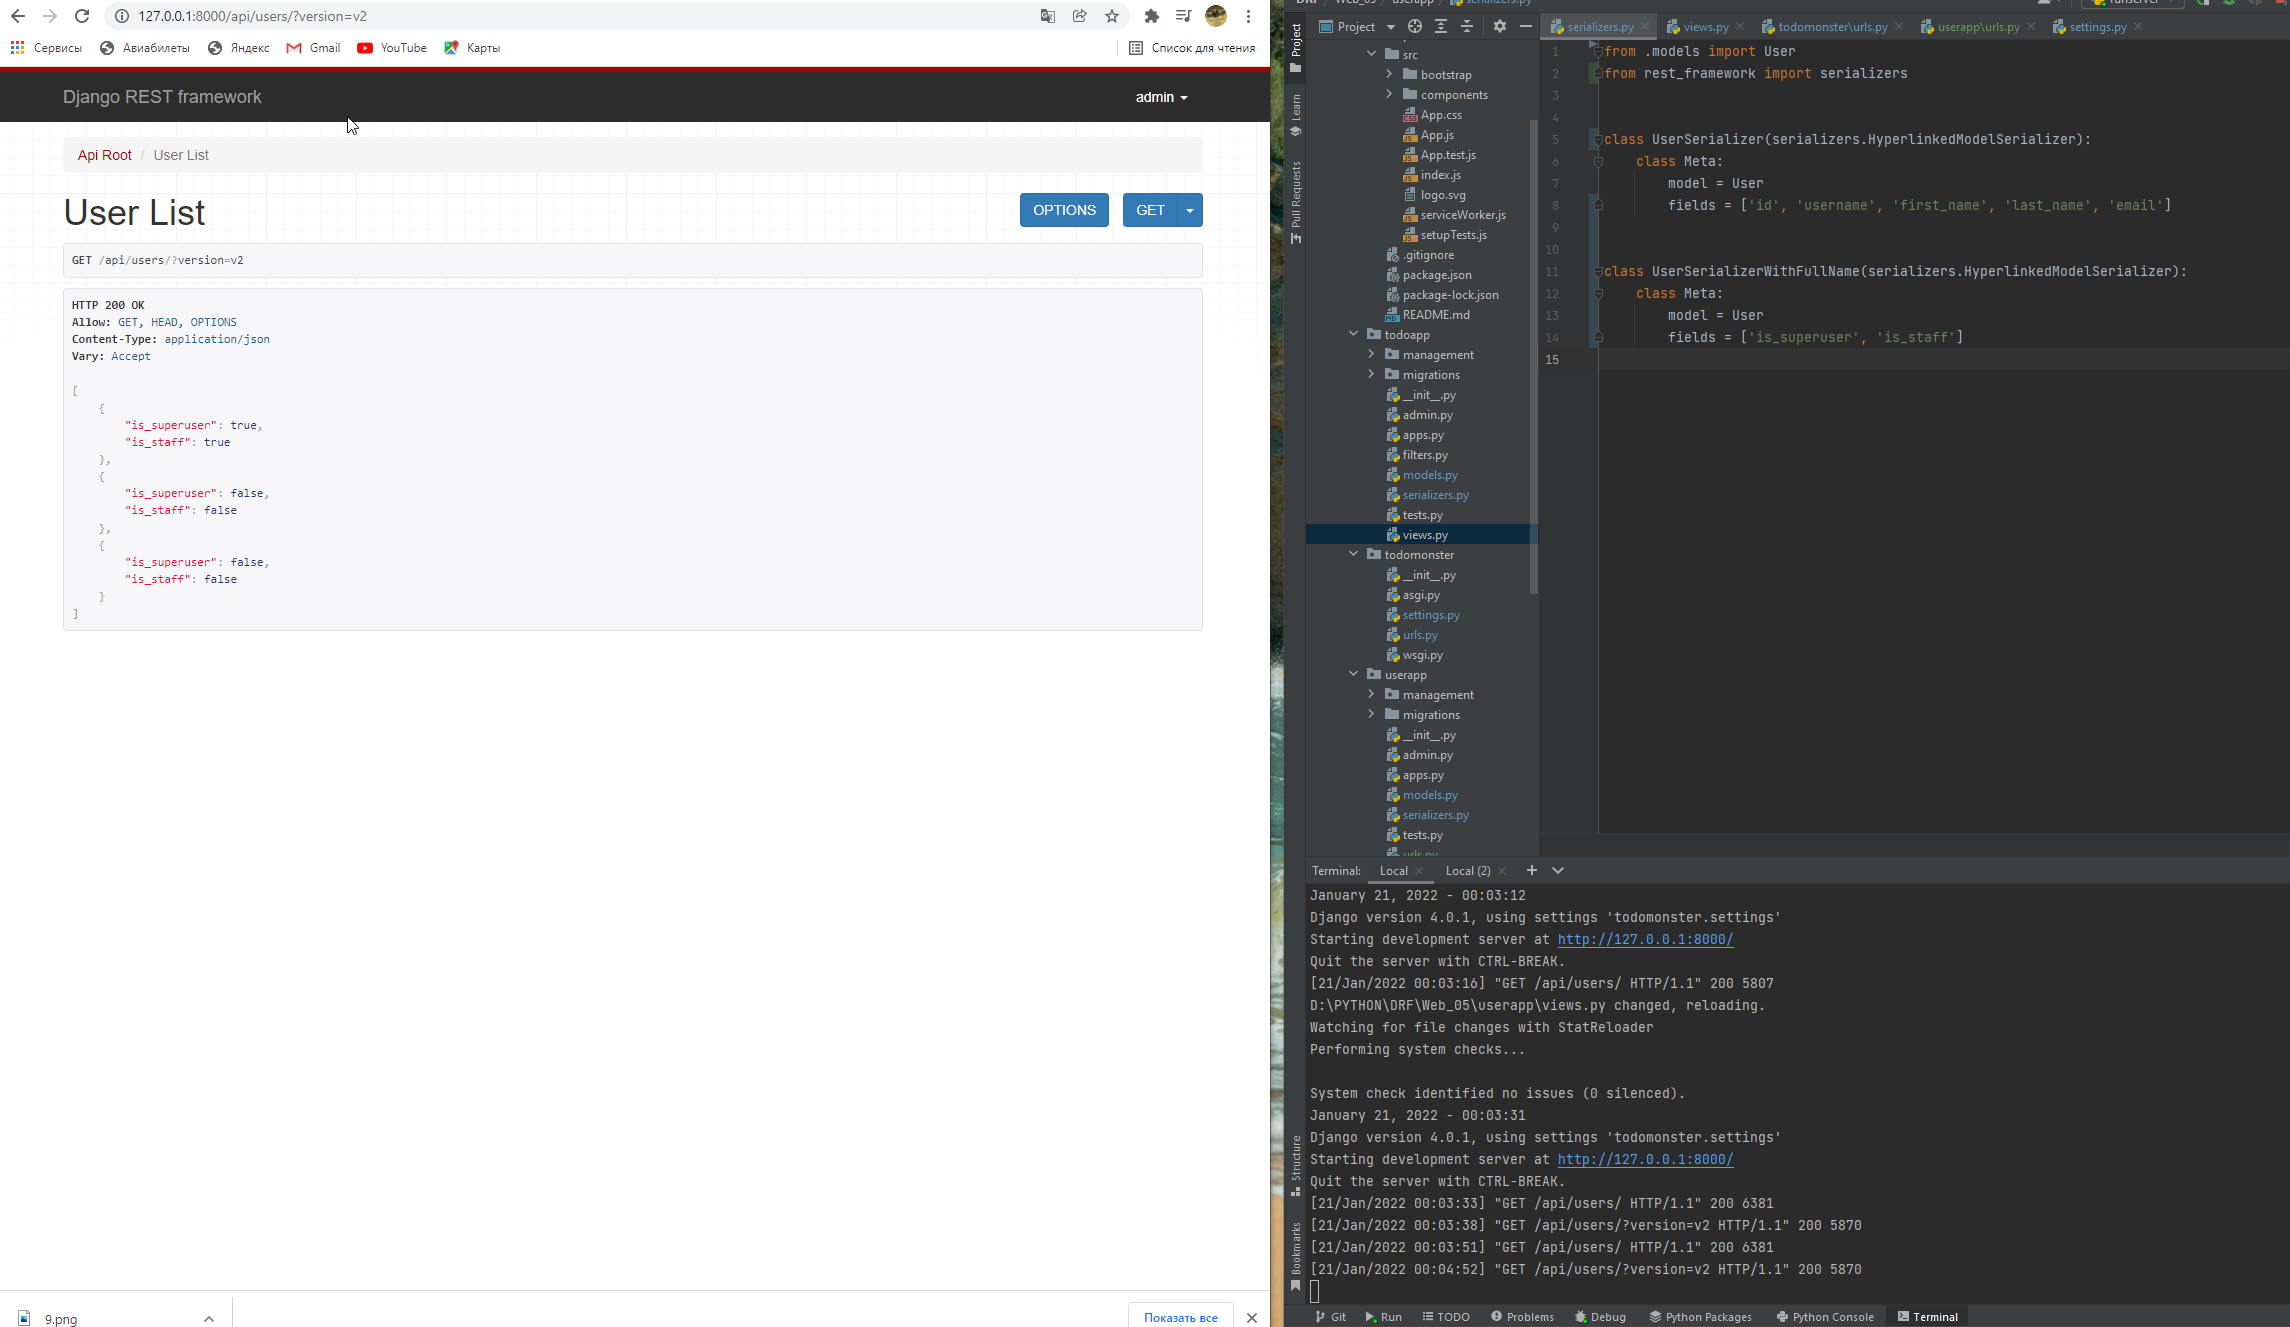 127.0.0.1:8000/api/users/?version=v2
Сервисы Авиабилеты Яндекс Gmail YouTube Карты Список для чтения
Django REST framework admin
Api Root / User List
User List OPTIONS GET
GET /api/users/?version=v2
HTTP 200 OK
Allow: GET, HEAD, OPTIONS
Content-Type: application/json
Vary: Accept
[
{
"is_superuser": true,
"is_staff": true
},
{
"is_superuser": false,
"is_staff": false
},
{
"is_superuser": false,
"is_staff": false
}
]
9.png Показать все
Web_05 userapp serializers.py
runserver
Project
serializers.py views.py todomonster\urls.py userapp\urls.py settings.py
Project
Learn
Pull Requests
Structure
Bookmarks
src
bootstrap
components
App.css
App.js
App.test.js
index.js
logo.svg
serviceWorker.js
setupTests.js
.gitignore
package.json
package-lock.json
README.md
todoapp
management
migrations
__init__.py
admin.py
apps.py
filters.py
models.py
serializers.py
tests.py
views.py
todomonster
__init__.py
asgi.py
settings.py
urls.py
wsgi.py
userapp
management
migrations
__init__.py
admin.py
apps.py
models.py
serializers.py
tests.py
urls.py
1 from .models import User
2 from rest_framework import serializers
3
4
5 class UserSerializer(serializers.HyperlinkedModelSerializer):
6 class Meta:
7 model = User
8 fields = ['id', 'username', 'first_name', 'last_name', 'email']
9
10
11 class UserSerializerWithFullName(serializers.HyperlinkedModelSerializer):
12 class Meta:
13 model = User
14 fields = ['is_superuser', 'is_staff']
15
Terminal: Local Local (2)
January 21, 2022 - 00:03:12
Django version 4.0.1, using settings 'todomonster.settings'
Starting development server at http://127.0.0.1:8000/
Quit the server with CTRL-BREAK.
[21/Jan/2022 00:03:16] "GET /api/users/ HTTP/1.1" 200 5807
D:\PYTHON\DRF\Web_05\userapp\views.py changed, reloading.
Watching for file changes with StatReloader
Performing system checks...
System check identified no issues (0 silenced).
January 21, 2022 - 00:03:31
Django version 4.0.1, using settings 'todomonster.settings'
Starting development server at http://127.0.0.1:8000/
Quit the server with CTRL-BREAK.
[21/Jan/2022 00:03:33] "GET /api/users/ HTTP/1.1" 200 6381
[21/Jan/2022 00:03:38] "GET /api/users/?version=v2 HTTP/1.1" 200 5870
[21/Jan/2022 00:03:51] "GET /api/users/ HTTP/1.1" 200 6381
[21/Jan/2022 00:04:52] "GET /api/users/?version=v2 HTTP/1.1" 200 5870
Git Run TODO Problems Debug Python Packages Python Console Terminal